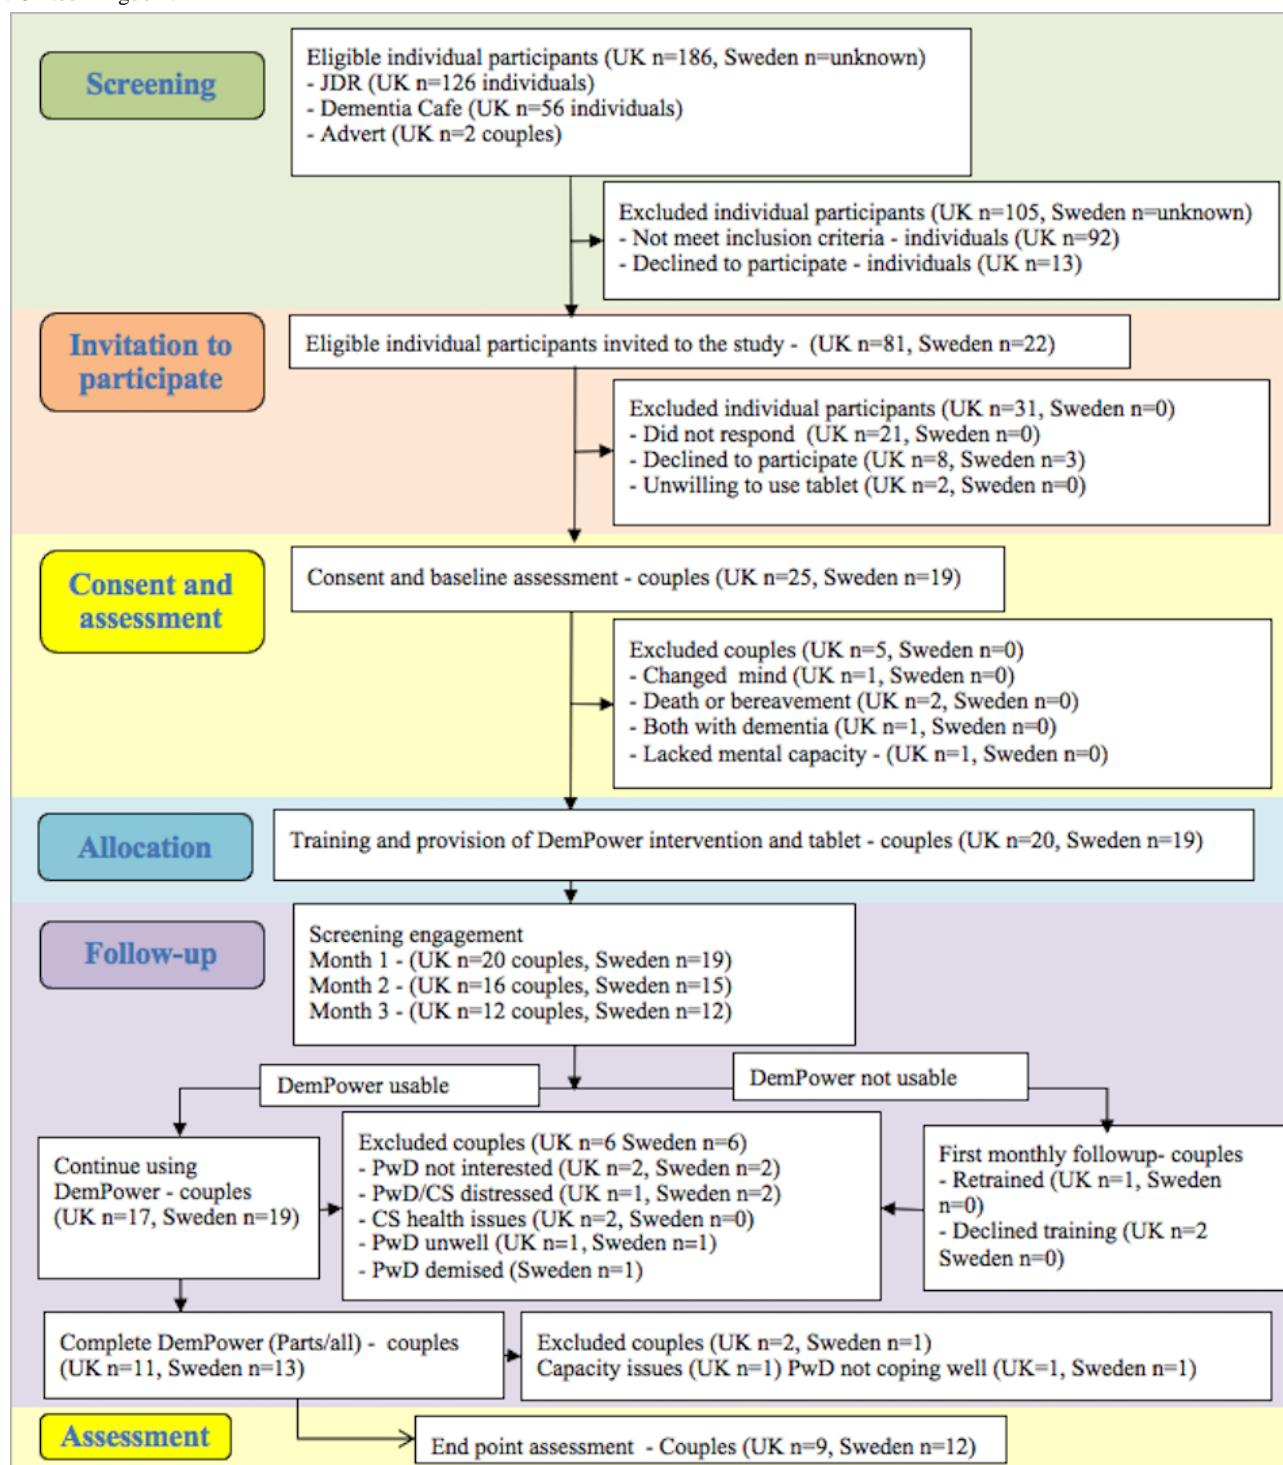 Screening
Eligible individual participants (UK n=186, Sweden n=unknown)
- JDR (UK n=126 individuals)
- Dementia Cafe (UK n=56 individuals)
- Advert (UK n=2 couples)
Excluded individual participants (UK n=105, Sweden n=unknown)
- Not meet inclusion criteria - individuals (UK n=92)
- Declined to participate - individuals (UK n=13)
Invitation to
participate
Eligible individual participants invited to the study - (UK n=81, Sweden n=22)
Excluded individual participants (UK n=31, Sweden n=0)
- Did not respond (UK n=21, Sweden n=0)
- Declined to participate (UK n=8, Sweden n=3)
- Unwilling to use tablet (UK n=2, Sweden n=0)
Consent and
assessment
Consent and baseline assessment - couples (UK n=25, Sweden n=19)
Excluded couples (UK n=5, Sweden n=0)
- Changed mind (UK n=1, Sweden n=0)
- Death or bereavement (UK n=2, Sweden n=0)
- Both with dementia (UK n=1, Sweden n=0)
- Lacked mental capacity - (UK n=1, Sweden n=0)
Allocation
Training and provision of DemPower intervention and tablet - couples (UK n=20, Sweden n=19)
Follow-up
Screening engagement
Month 1 - (UK n=20 couples, Sweden n=19)
Month 2 - (UK n=16 couples, Sweden n=15)
Month 3 - (UK n=12 couples, Sweden n=12)
DemPower usable
DemPower not usable
Continue using
DemPower - couples
(UK n=17, Sweden n=19)
Excluded couples (UK n=6 Sweden n=6)
- PwD not interested (UK n=2, Sweden n=2)
- PwD/CS distressed (UK n=1, Sweden n=2)
- CS health issues (UK n=2, Sweden n=0)
- PwD unwell (UK n=1, Sweden n=1)
- PwD demised (Sweden n=1)
First monthly followup- couples
- Retrained (UK n=1, Sweden
n=0)
- Declined training (UK n=2
Sweden n=0)
Complete DemPower (Parts/all) - couples
(UK n=11, Sweden n=13)
Excluded couples (UK n=2, Sweden n=1)
Capacity issues (UK n=1) PwD not coping well (UK=1, Sweden n=1)
Assessment
End point assessment - Couples (UK n=9, Sweden n=12)